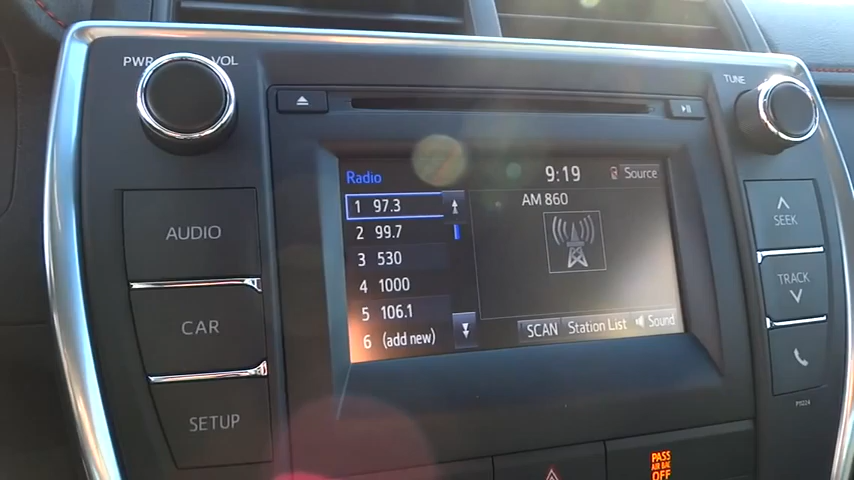 PWR VOL
TUNE
Radio
9:19
Source
1 97.3
2 99.7
3 530
4 1000
5 106.1
6 (add new)
AM 860
SCAN
Station List
Sound
AUDIO
CAR
SETUP
SEEK
TRACK
PASS
AIR BAG
OFF